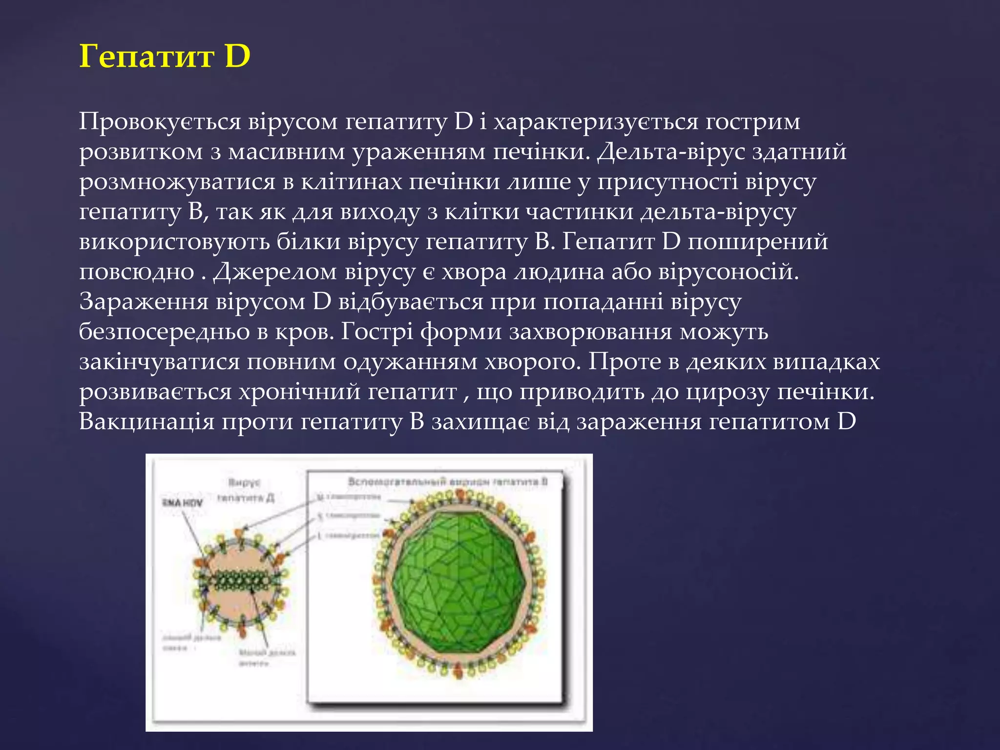 Гепатит D
Провокується вірусом гепатиту D і характеризується гострим
розвитком з масивним ураженням печінки. Дельта-вірус здатний
розмножуватися в клітинах печінки лише у присутності вірусу
гепатиту В, так як для виходу з клітки частинки дельта-вірусу
використовують білки вірусу гепатиту В. Гепатит D поширений
повсюдно . Джерелом вірусу є хвора людина або вірусоносій.
Зараження вірусом D відбувається при попаданні вірусу
безпосередньо в кров. Гострі форми захворювання можуть
закінчуватися повним одужанням хворого. Проте в деяких випадках
розвивається хронічний гепатит , що приводить до цирозу печінки.
Вакцинація проти гепатиту В захищає від зараження гепатитом D
Вирус
гепатита Д
RNA HDV
Вспомогательный вирион гепатита В